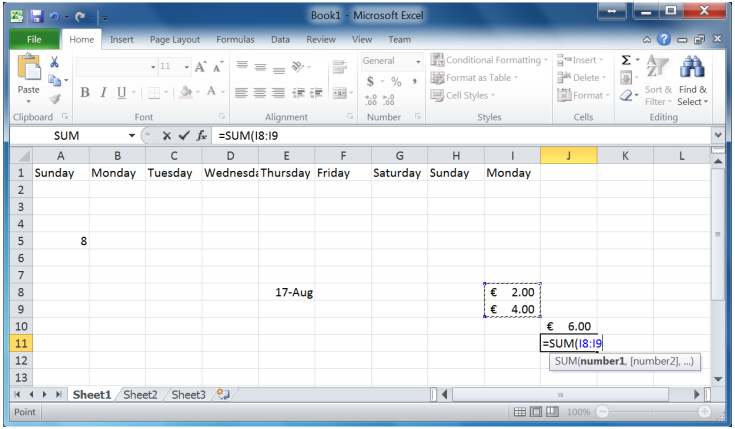 Book1 - Microsoft Excel
File Home Insert Page Layout Formulas Data Review View Team
Paste
11
A A
B I U A
General
$ % ,
.0 .00 .00 .0
Conditional Formatting
Format as Table
Cell Styles
Insert
Delete
Format
Σ
A Z
Sort & Filter
Find & Select
Clipboard Font Alignment Number Styles Cells Editing
SUM fx =SUM(I8:I9
A B C D E F G H I J K L
1 Sunday Monday Tuesday Wednesda Thursday Friday Saturday Sunday Monday
2
3
4
5 8
6
7
8 17-Aug € 2.00
9 € 4.00
10 € 6.00
11 =SUM(I8:I9
12 SUM(number1, [number2], ...)
13
Sheet1 Sheet2 Sheet3
Point 100%